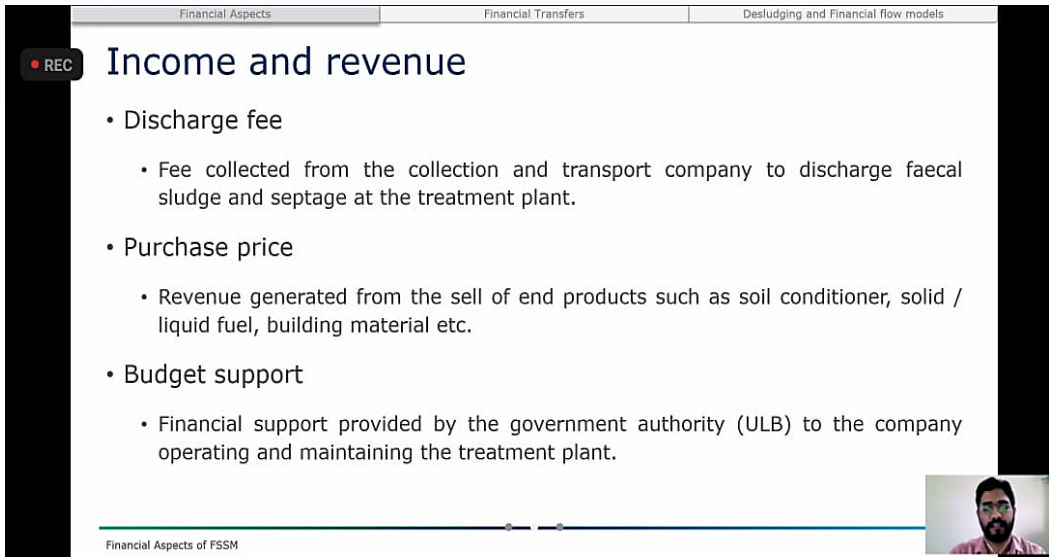 Financial Aspects
Financial Transfers
Desludging and Financial flow models
REC
Income and revenue
• Discharge fee
• Fee collected from the collection and transport company to discharge faecal
sludge and septage at the treatment plant.
• Purchase price
• Revenue generated from the sell of end products such as soil conditioner, solid /
liquid fuel, building material etc.
• Budget support
• Financial support provided by the government authority (ULB) to the company
operating and maintaining the treatment plant.
Financial Aspects of FSSM